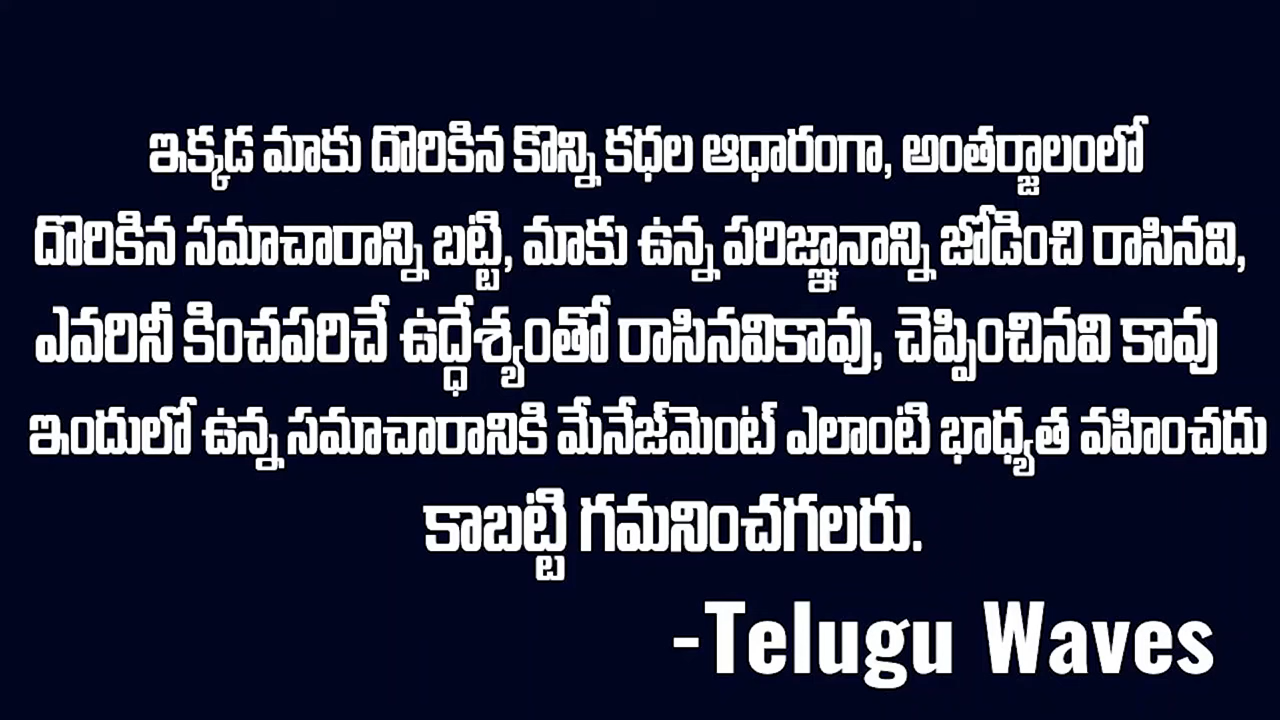 ఇక్కడ మాకు దొరికిన కొన్ని కధల ఆధారంగా, అంతర్జాలంలో
దొరికిన సమాచారాన్ని బట్టి, మాకు ఉన్న పరిజ్ఞానాన్ని జోడించి రాసినవి,
ఎవరినీ కించపరిచే ఉద్ధేశ్యంతో రాసినవికావు, చెప్పించినవి కావు
ఇందులో ఉన్న సమాచారానికి మేనేజ్‌మెంట్ ఎలాంటి భాధ్యత వహించదు
కాబట్టి గమనించగలరు.
-Telugu Waves